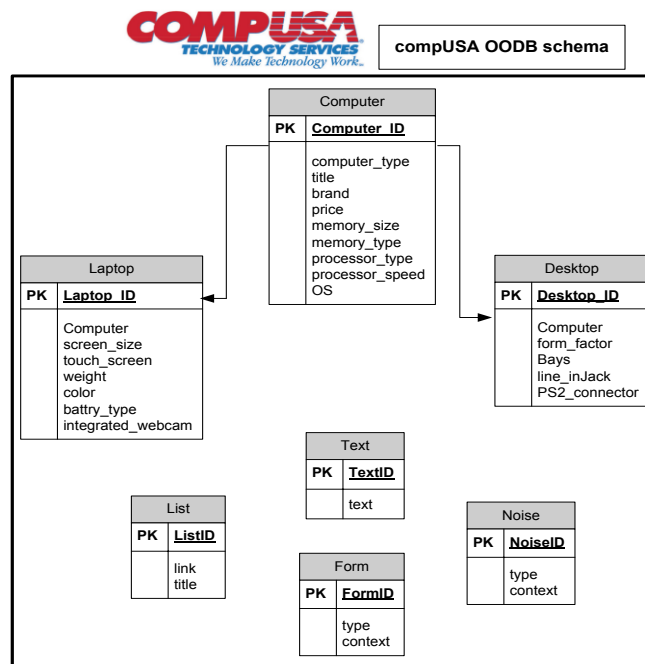 COMPUSA
TECHNOLOGY SERVICES
We Make Technology Work.
compUSA OODB schema
Computer
PK Computer_ID
computer_type
title
brand
price
memory_size
memory_type
processor_type
processor_speed
OS
Laptop
PK Laptop_ID
Computer
screen_size
touch_screen
weight
color
battry_type
integrated_webcam
Desktop
PK Desktop_ID
Computer
form_factor
Bays
line_inJack
PS2_connector
Text
PK TextID
text
List
PK ListID
link
title
Noise
PK NoiseID
type
context
Form
PK FormID
type
context